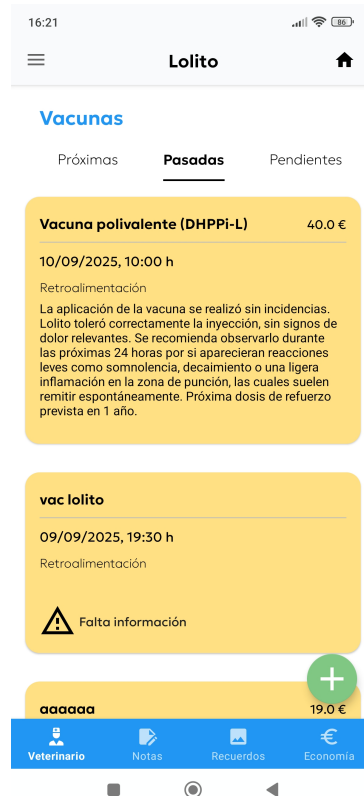 16:21
86
Lolito
Vacunas
Próximas Pasadas Pendientes
Vacuna polivalente (DHPPi-L) 40.0 €
10/09/2025, 10:00 h
Retroalimentación
La aplicación de la vacuna se realizó sin incidencias.
Lolito toleró correctamente la inyección, sin signos de
dolor relevantes. Se recomienda observarlo durante
las próximas 24 horas por si aparecieran reacciones
leves como somnolencia, decaimiento o una ligera
inflamación en la zona de punción, las cuales suelen
remitir espontáneamente. Próxima dosis de refuerzo
prevista en 1 año.
vac lolito
09/09/2025, 19:30 h
Retroalimentación
Falta información
aaaaaa 19.0 €
Veterinario Notas Recuerdos Economía